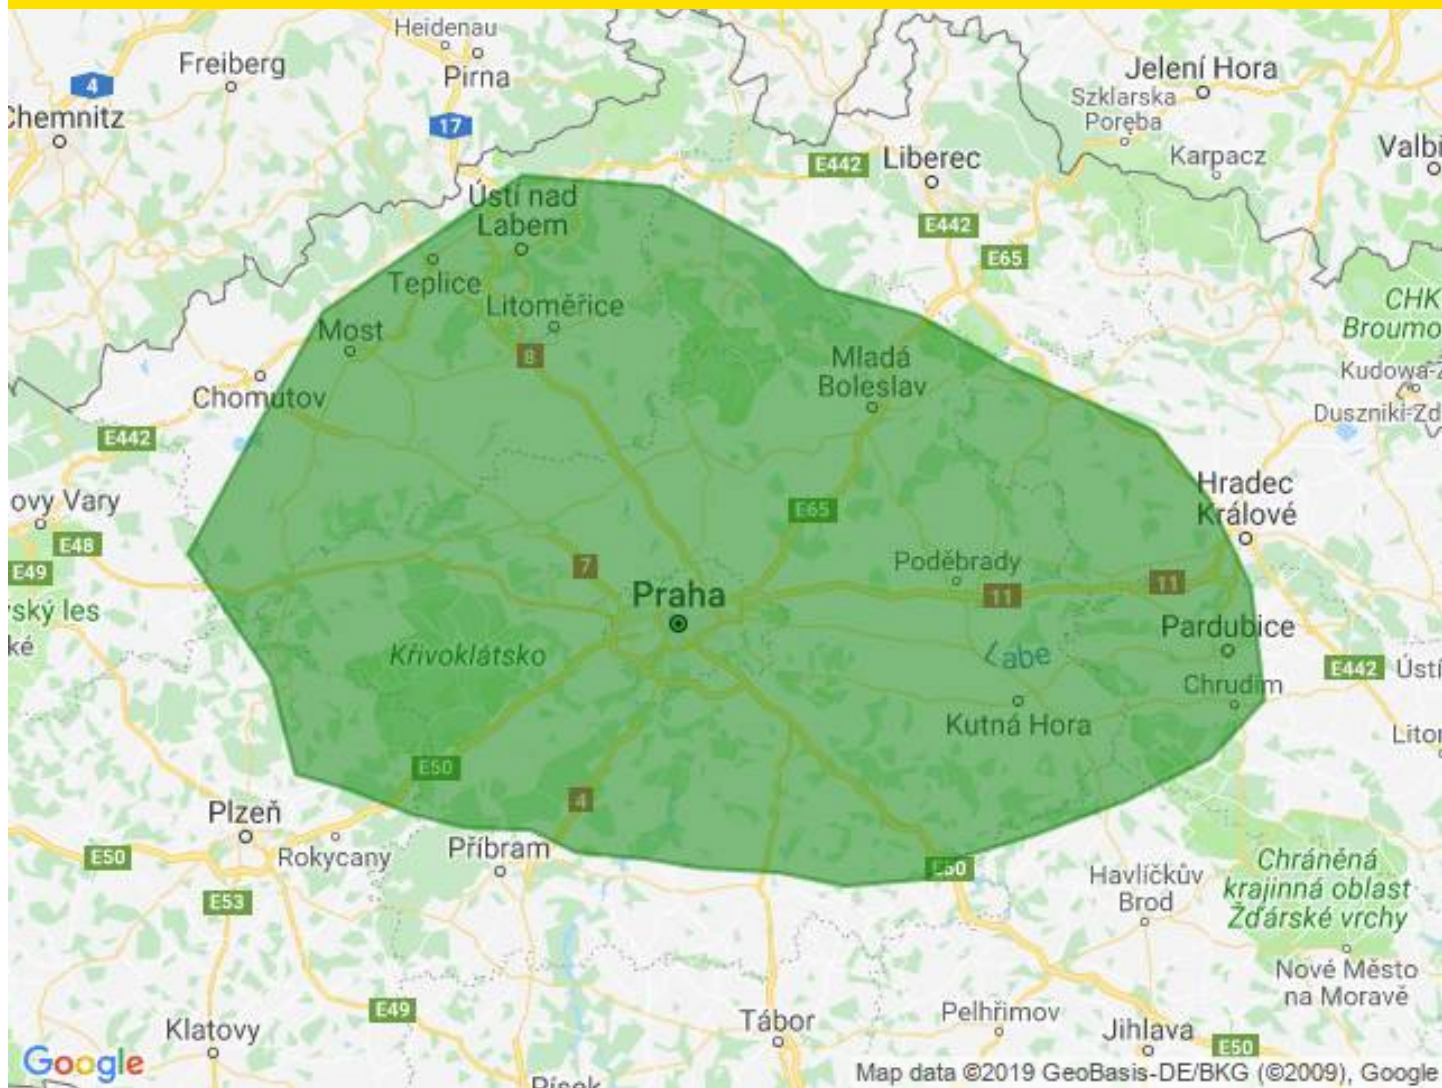 Heidenau
Freiberg
Pirna
4
Chemnitz
17
Jelení Hora
Szklarska
Poręba
Karpacz
E442
Liberec
E442
E65
Ústí nad
Labem
Teplice
Litoměřice
Most
8
Chomutov
E442
Mladá
Boleslav
CHK
Broumo
Kudowa-Z
Duszniki-Zd
ovy Vary
E48
E49
E65
Hradec
Králové
7
Praha
Poděbrady
11
11
ský les
ké
Křivoklátsko
Labe
Pardubice
E442
Ústí
Chrudim
Kutná Hora
Litor
E50
4
Plzeň
Rokycany
Příbram
E50
E50
E53
Havlíčkův
Brod
Chráněná
krajinná oblast
Žďárské vrchy
Nové Město
na Moravě
E49
Klatovy
Tábor
Pelhřimov
Jihlava
E50
Písek
Google
Map data ©2019 GeoBasis-DE/BKG (©2009), Google